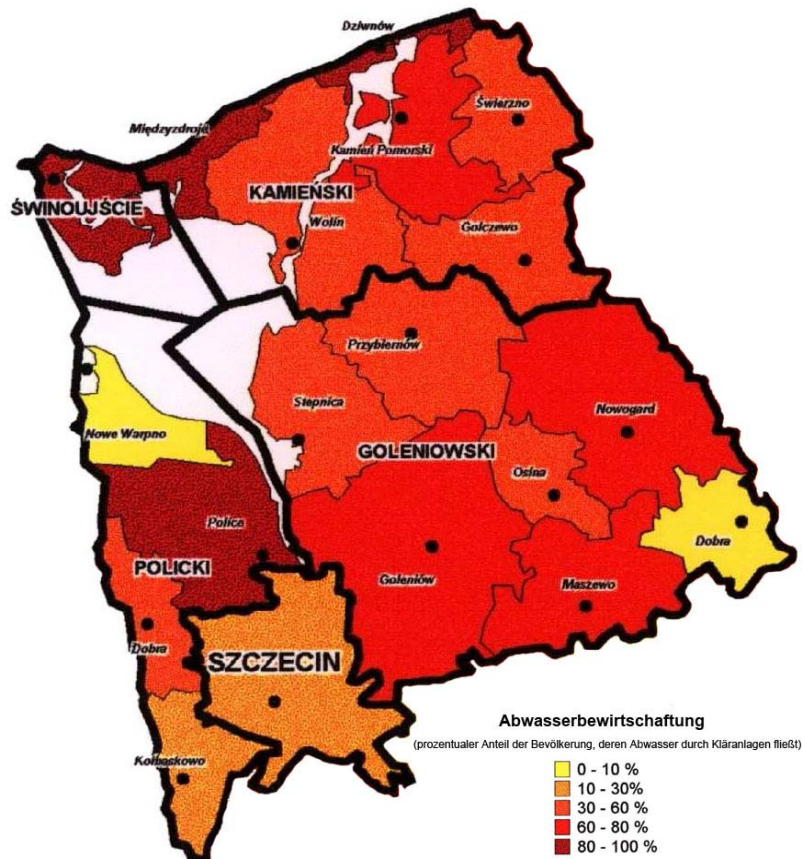 Dziwnów
Międzyzdroje
Świerzno
Kamień Pomorski
ŚWINOUJŚCIE
KAMIEŃSKI
Wolin
Golczewo
Przybiernów
Stepnica
Nowogard
Nowe Warpno
GOLENIOWSKI
Osina
Police
Dobra
POLICKI
Goleniów
Maszewo
Dobra
SZCZECIN
Kołbaskowo
Abwasserbewirtschaftung
(prozentualer Anteil der Bevölkerung, deren Abwasser durch Kläranlagen fließt)
0 - 10 %
10 - 30%
30 - 60 %
60 - 80 %
80 - 100 %